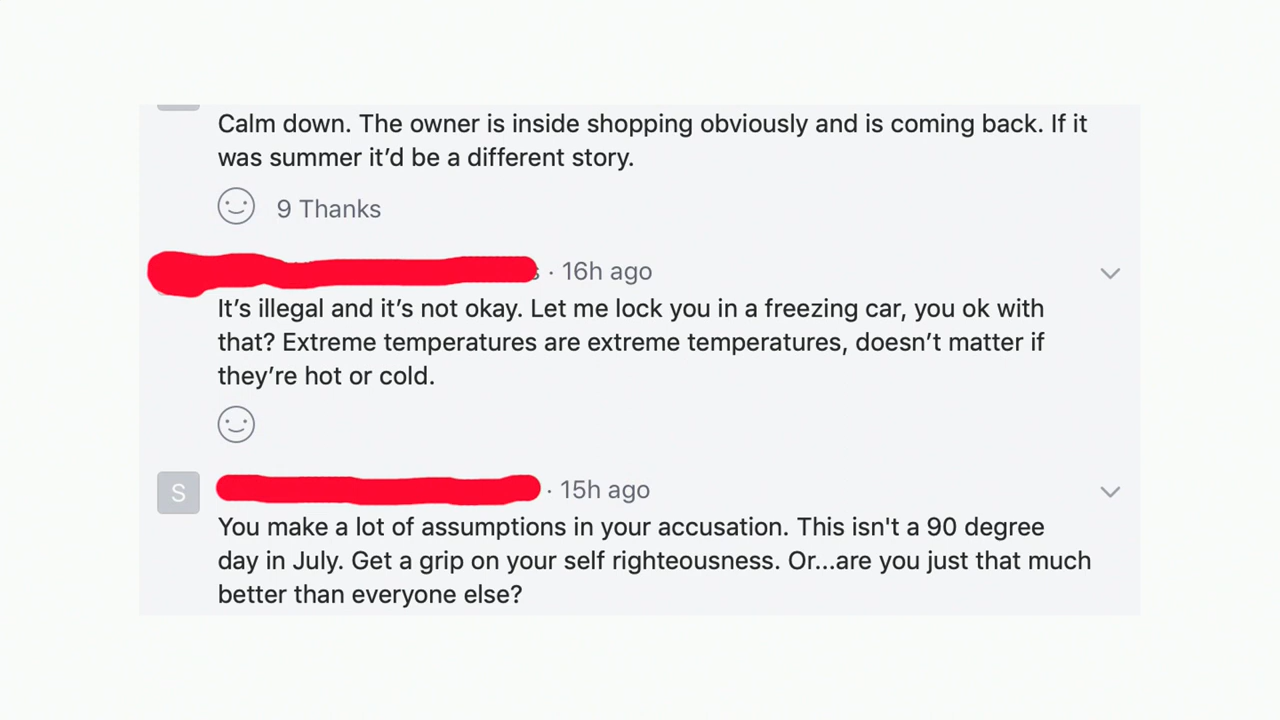 Calm down. The owner is inside shopping obviously and is coming back. If it
was summer it’d be a different story.
9 Thanks
· 16h ago
It’s illegal and it’s not okay. Let me lock you in a freezing car, you ok with
that? Extreme temperatures are extreme temperatures, doesn’t matter if
they’re hot or cold.
S
· 15h ago
You make a lot of assumptions in your accusation. This isn't a 90 degree
day in July. Get a grip on your self righteousness. Or...are you just that much
better than everyone else?